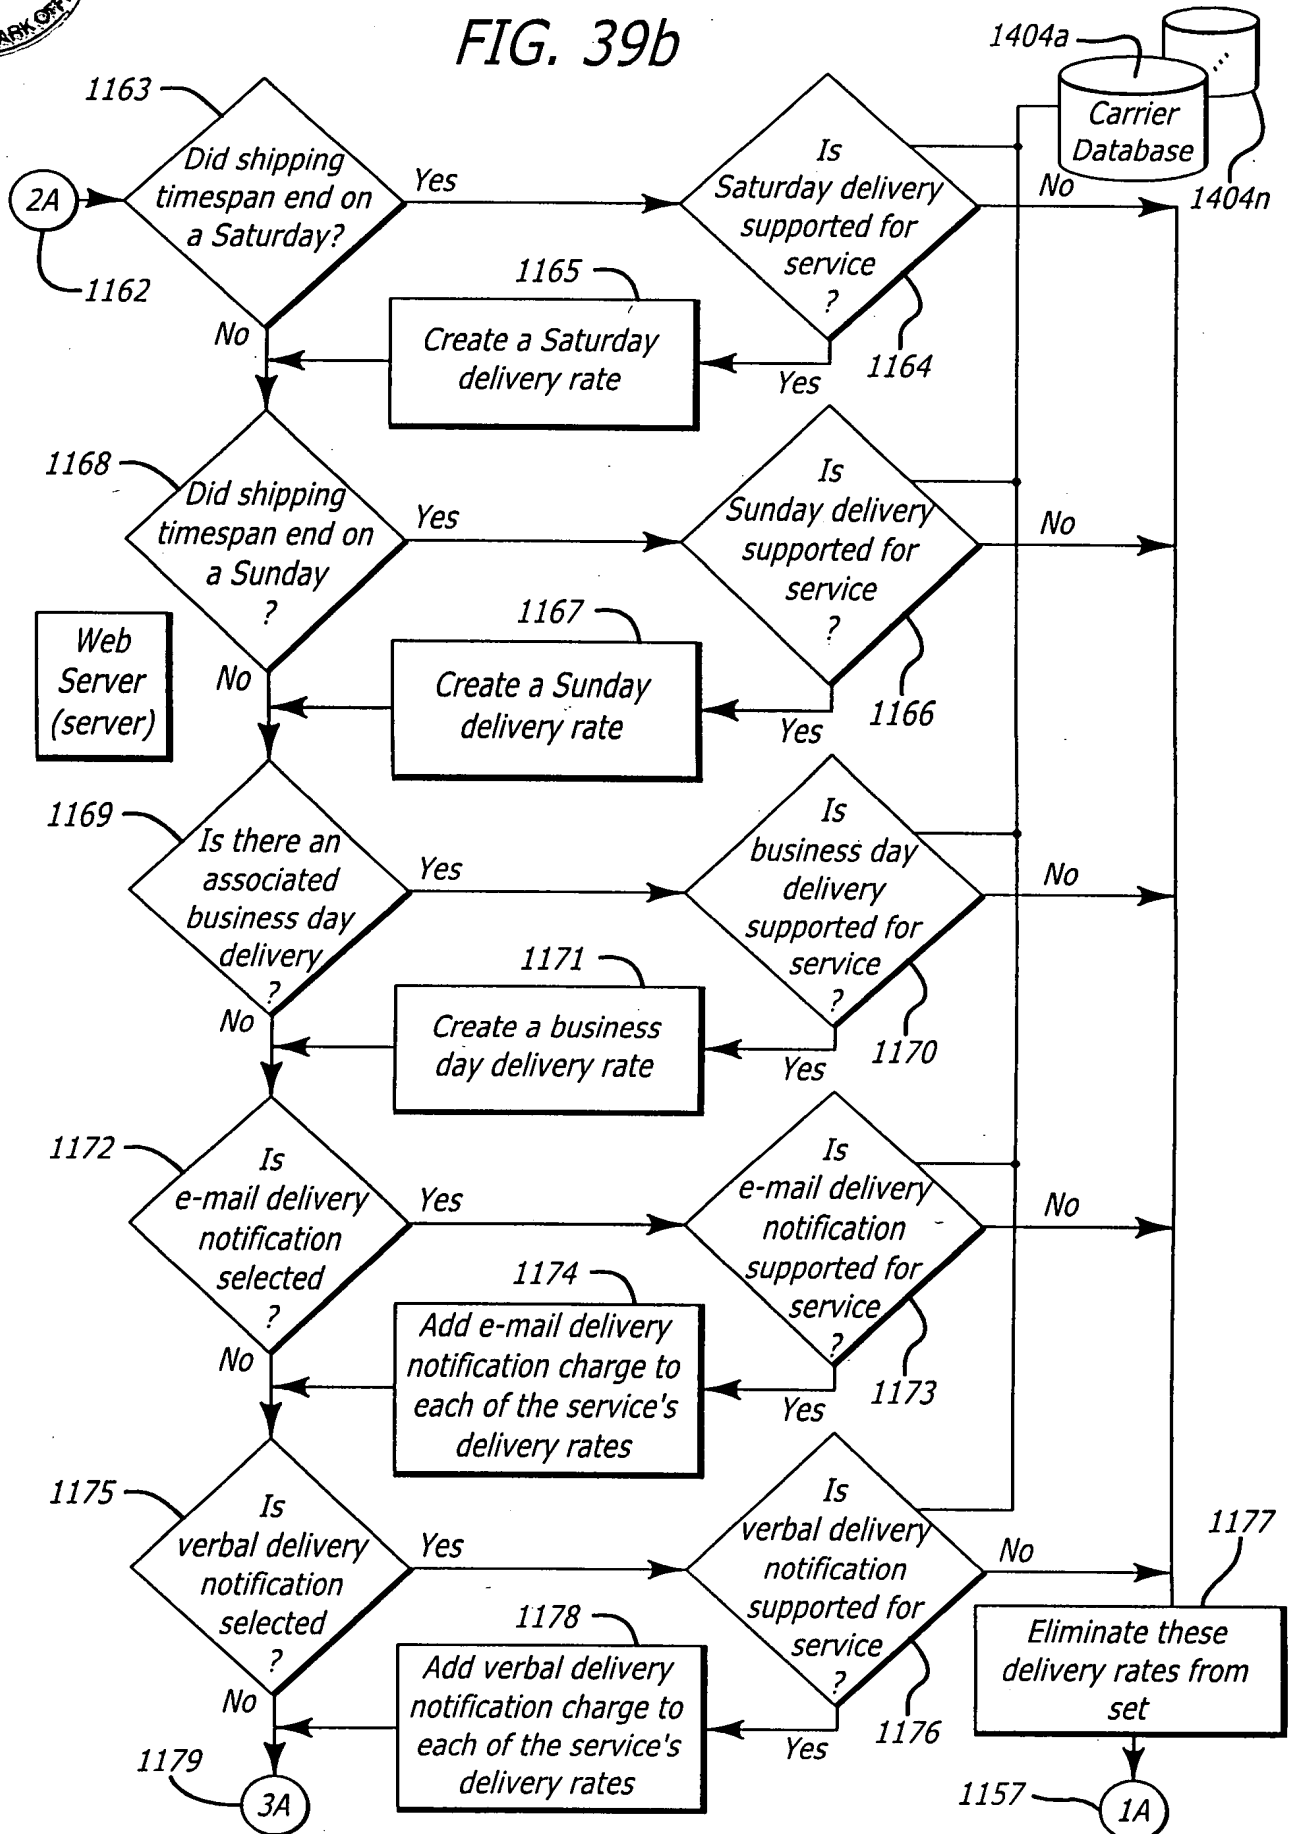 FIG. 39b
1404a
Carrier
Database
...
1404n
1163
Did shipping
timespan end on
a Saturday?
2A
1162
Yes
No
Is
Saturday delivery
supported for
service
?
No
1164
Yes
1165
Create a Saturday
delivery rate
1168
Did shipping
timespan end on
a Sunday
?
Yes
No
Is
Sunday delivery
supported for
service
?
No
1166
Yes
1167
Create a Sunday
delivery rate
Web
Server
(server)
1169
Is there an
associated
business day
delivery
?
Yes
No
Is
business day
delivery
supported for
service
?
No
1170
Yes
1171
Create a business
day delivery rate
1172
Is
e-mail delivery
notification
selected
?
Yes
No
Is
e-mail delivery
notification
supported for
service
?
No
1173
Yes
1174
Add e-mail delivery
notification charge to
each of the service's
delivery rates
1175
Is
verbal delivery
notification
selected
?
Yes
No
Is
verbal delivery
notification
supported for
service
?
No
1176
Yes
1178
Add verbal delivery
notification charge to
each of the service's
delivery rates
1177
Eliminate these
delivery rates from
set
1179
3A
1157
1A